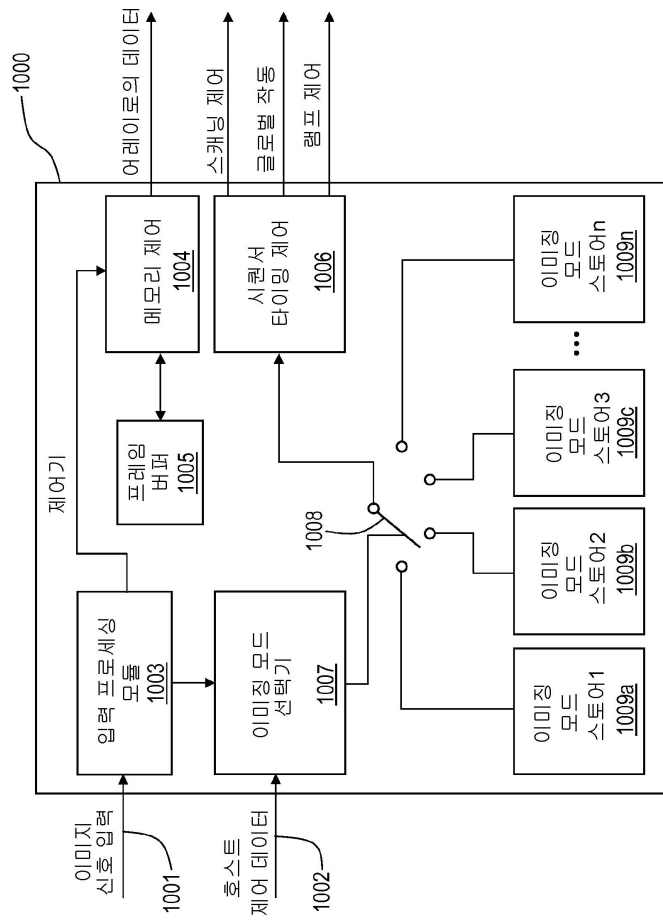 1000
이미지
신호 입력
1001
호스트
제어 데이터
1002
제어기
입력 프로세싱
모듈
1003
이미징 모드
선택기
1007
프레임
버퍼
1005
메모리 제어
1004
시퀀서
타이밍 제어
1006
어레이로의 데이터
스캐닝 제어
글로벌 작동
램프 제어
1008
이미징
모드
스토어1
1009a
이미징
모드
스토어2
1009b
이미징
모드
스토어3
1009c
•••
이미징
모드
스토어n
1009n